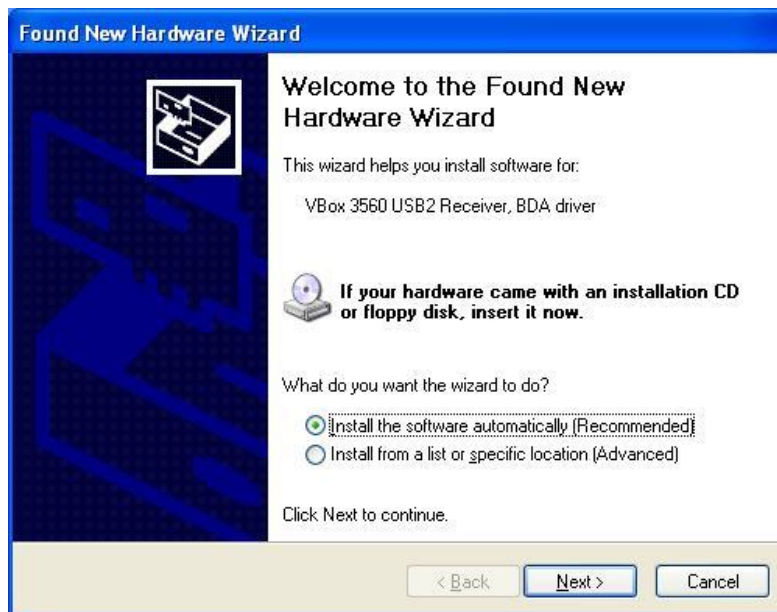 Found New Hardware Wizard
Welcome to the Found New
Hardware Wizard
This wizard helps you install software for:
VBox 3560 USB2 Receiver, BDA driver
If your hardware came with an installation CD
or floppy disk, insert it now.
What do you want the wizard to do?
Install the software automatically (Recommended)
Install from a list or specific location (Advanced)
Click Next to continue.
< Back Next > Cancel